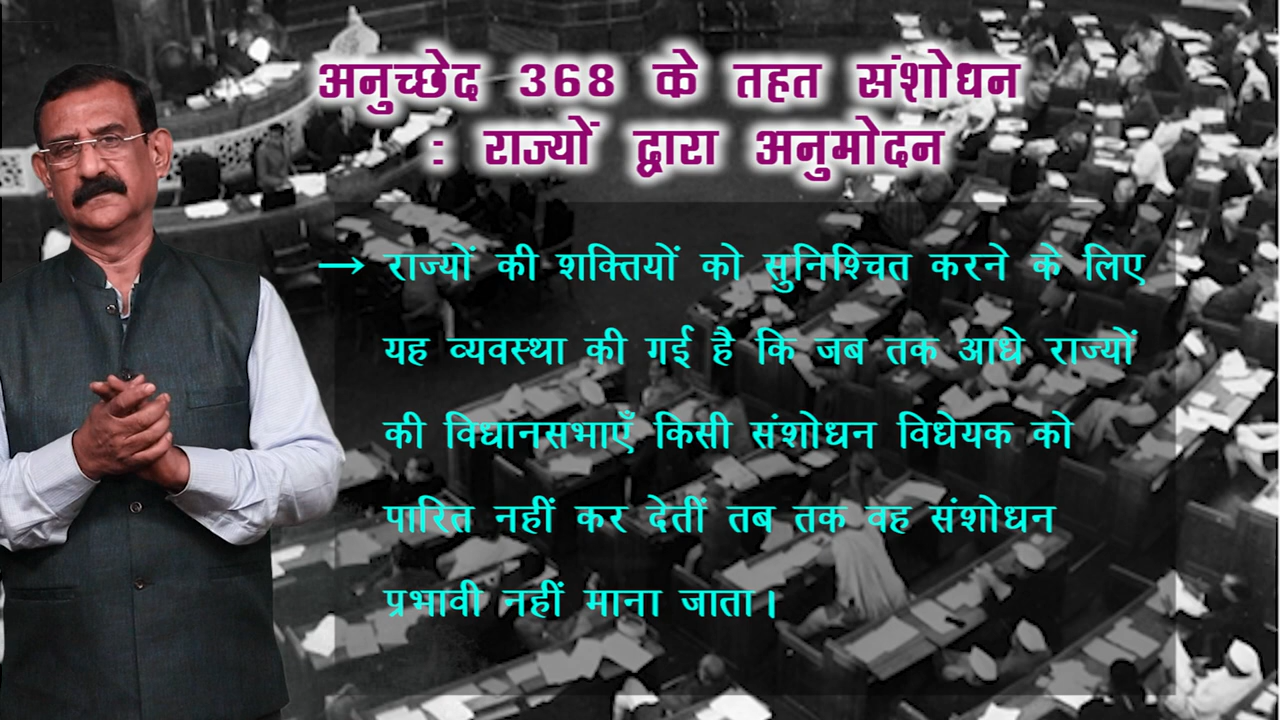 अनुच्छेद 368 के तहत संशोधन
: राज्यों द्वारा अनुमोदन
→ राज्यों की शक्तियों को सुनिश्चित करने के लिए
यह व्यवस्था की गई है कि जब तक आधे राज्यों
की विधानसभाएँ किसी संशोधन विधेयक को
पारित नहीं कर देतीं तब तक वह संशोधन
प्रभावी नहीं माना जाता।